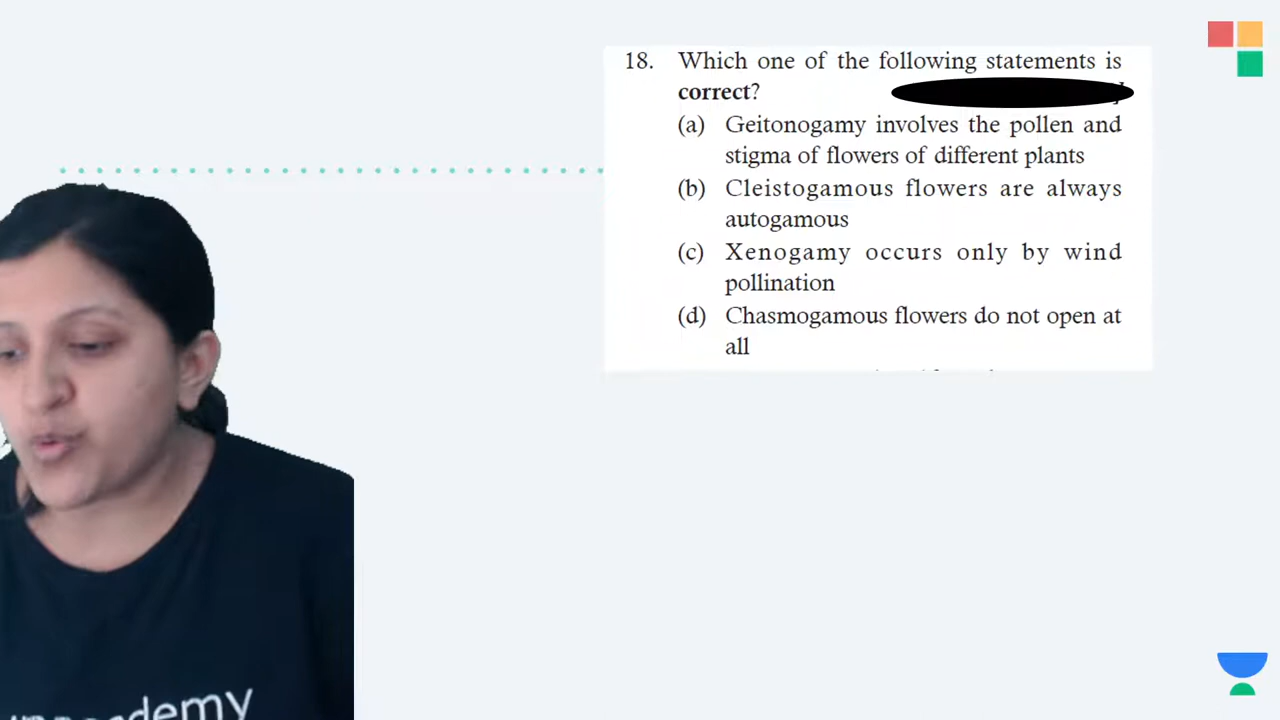 18. Which one of the following statements is
correct?
(a) Geitonogamy involves the pollen and
stigma of flowers of different plants
(b) Cleistogamous flowers are always
autogamous
(c) Xenogamy occurs only by wind
pollination
(d) Chasmogamous flowers do not open at
all